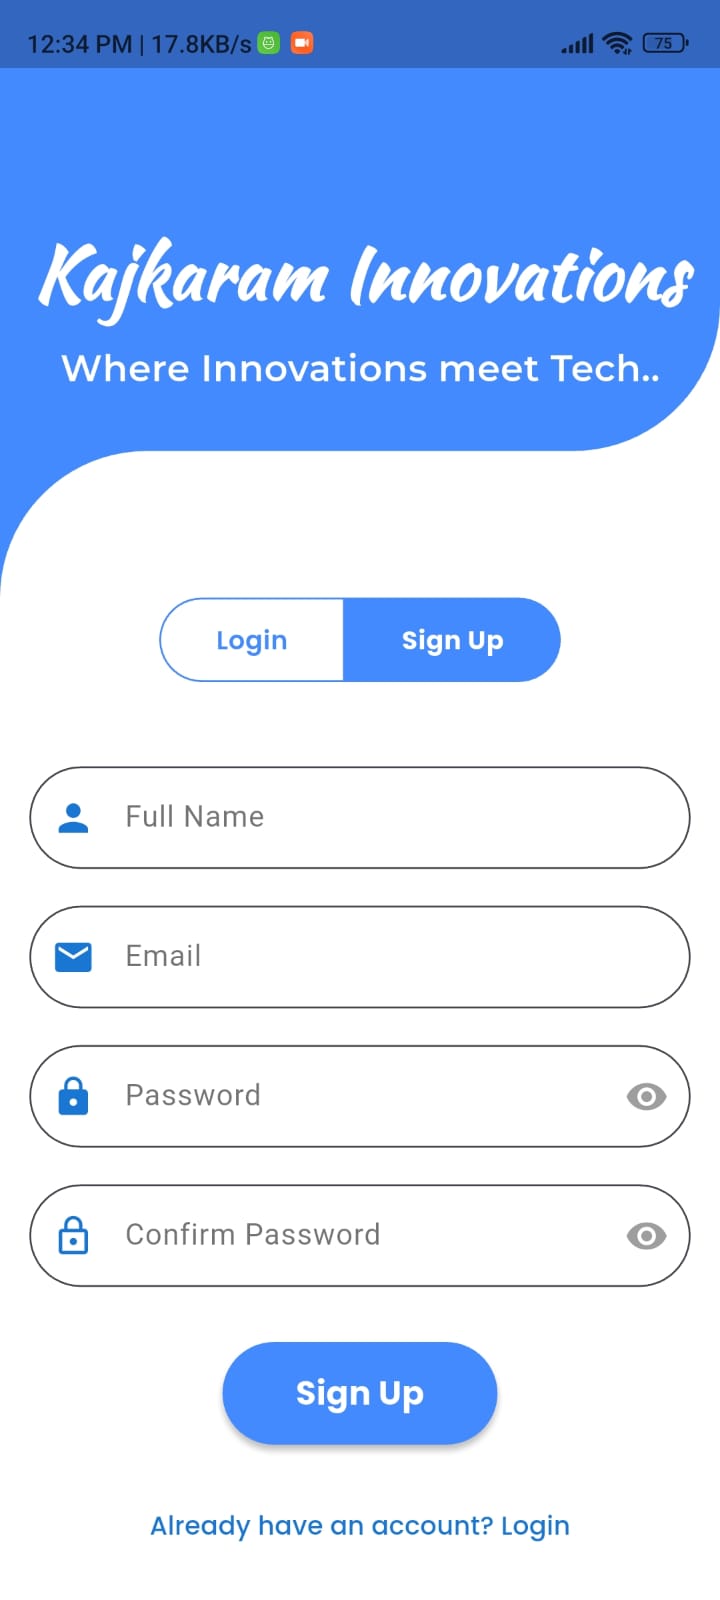 12:34 PM | 17.8KB/s 75
Kajkaram Innovations
Where Innovations meet Tech..
Login Sign Up
Full Name
Email
Password
Confirm Password
Sign Up
Already have an account? Login